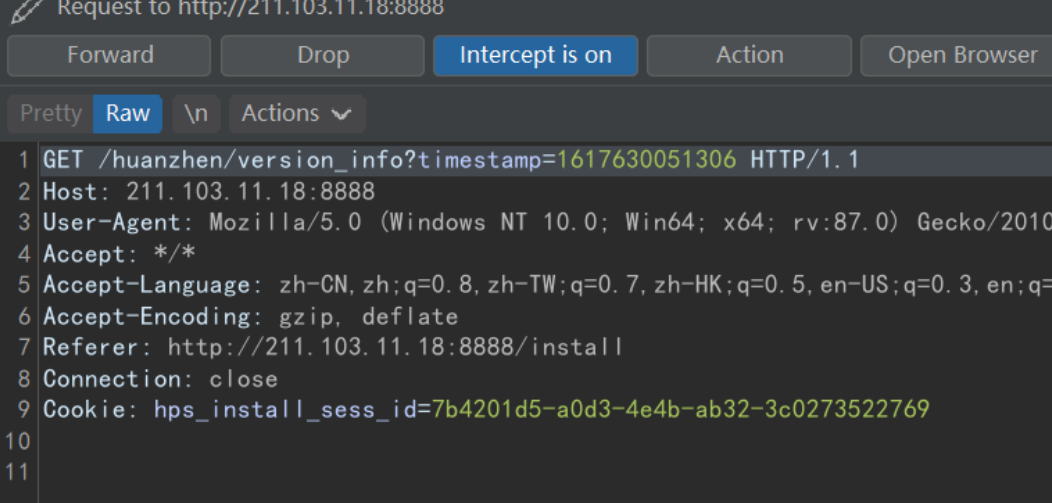 Request to http://211.103.11.18:8888
Forward Drop Intercept is on Action Open Browser
Pretty Raw \n Actions
1 GET /huanzhen/version_info?timestamp=1617630051306 HTTP/1.1
2 Host: 211.103.11.18:8888
3 User-Agent: Mozilla/5.0 (Windows NT 10.0; Win64; x64; rv:87.0) Gecko/2010
4 Accept: */*
5 Accept-Language: zh-CN,zh;q=0.8,zh-TW;q=0.7,zh-HK;q=0.5,en-US;q=0.3,en;q=
6 Accept-Encoding: gzip, deflate
7 Referer: http://211.103.11.18:8888/install
8 Connection: close
9 Cookie: hps_install_sess_id=7b4201d5-a0d3-4e4b-ab32-3c0273522769
10
11